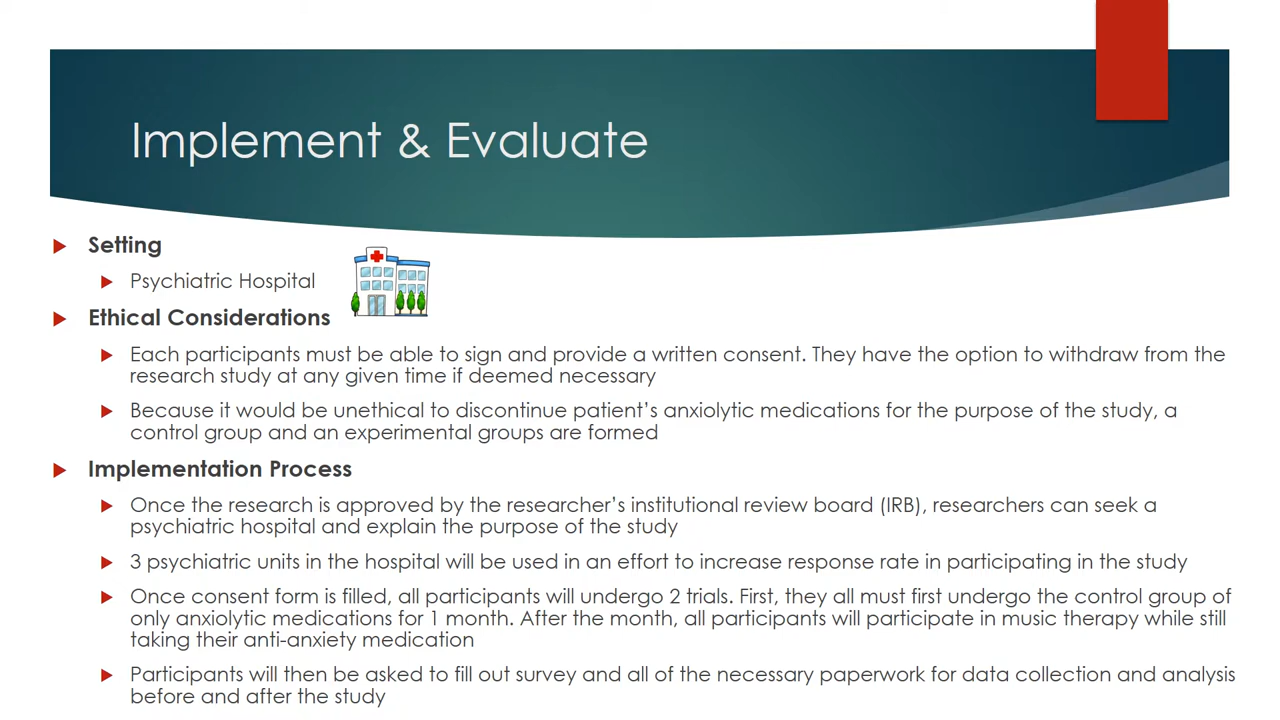 Implement & Evaluate
Setting
Psychiatric Hospital
Ethical Considerations
Each participants must be able to sign and provide a written consent. They have the option to withdraw from the
research study at any given time if deemed necessary
Because it would be unethical to discontinue patient's anxiolytic medications for the purpose of the study, a
control group and an experimental groups are formed
Implementation Process
Once the research is approved by the researcher's institutional review board (IRB), researchers can seek a
psychiatric hospital and explain the purpose of the study
3 psychiatric units in the hospital will be used in an effort to increase response rate in participating in the study
Once consent form is filled, all participants will undergo 2 trials. First, they all must first undergo the control group of
only anxiolytic medications for 1 month. After the month, all participants will participate in music therapy while still
taking their anti-anxiety medication
Participants will then be asked to fill out survey and all of the necessary paperwork for data collection and analysis
before and after the study